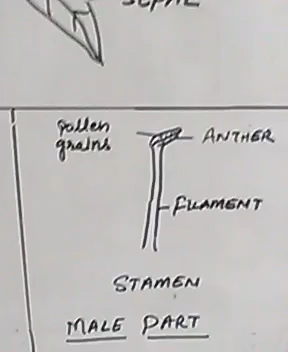 SEPAL
pollen
grains
ANTHER
FILAMENT
STAMEN
MALE PART